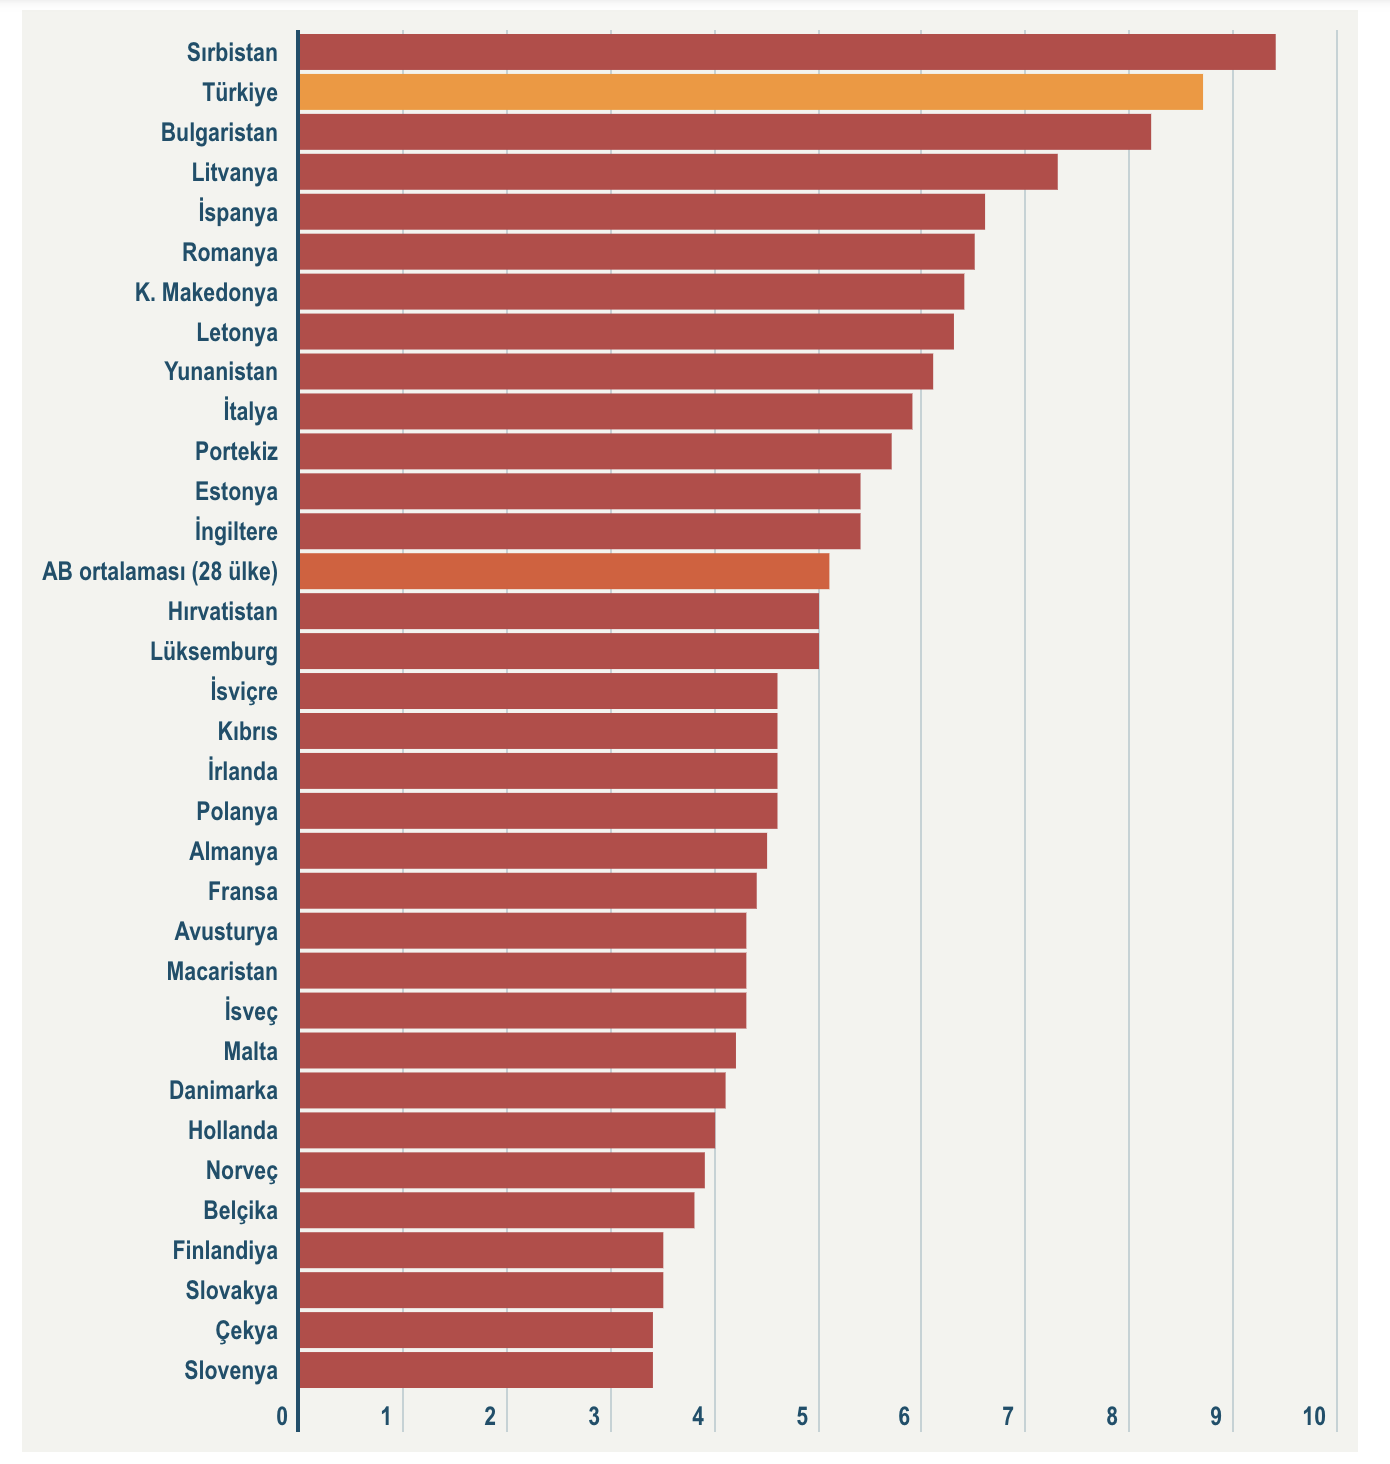 Sırbistan
Türkiye
Bulgaristan
Litvanya
İspanya
Romanya
K. Makedonya
Letonya
Yunanistan
İtalya
Portekiz
Estonya
İngiltere
AB ortalaması (28 ülke)
Hırvatistan
Lüksemburg
İsviçre
Kıbrıs
İrlanda
Polanya
Almanya
Fransa
Avusturya
Macaristan
İsveç
Malta
Danimarka
Hollanda
Norveç
Belçika
Finlandiya
Slovakya
Çekya
Slovenya
0 1 2 3 4 5 6 7 8 9 10